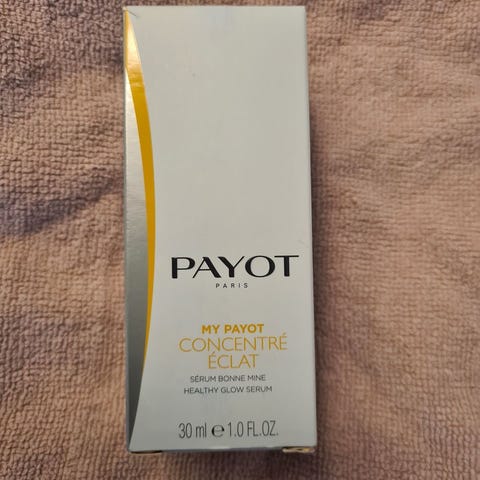 PAYOT
PARIS
MY PAYOT
CONCENTRÉ
ÉCLAT
SÉRUM BONNE MINE
HEALTHY GLOW SERUM
30 ml ℮ 1.0 FL.OZ.